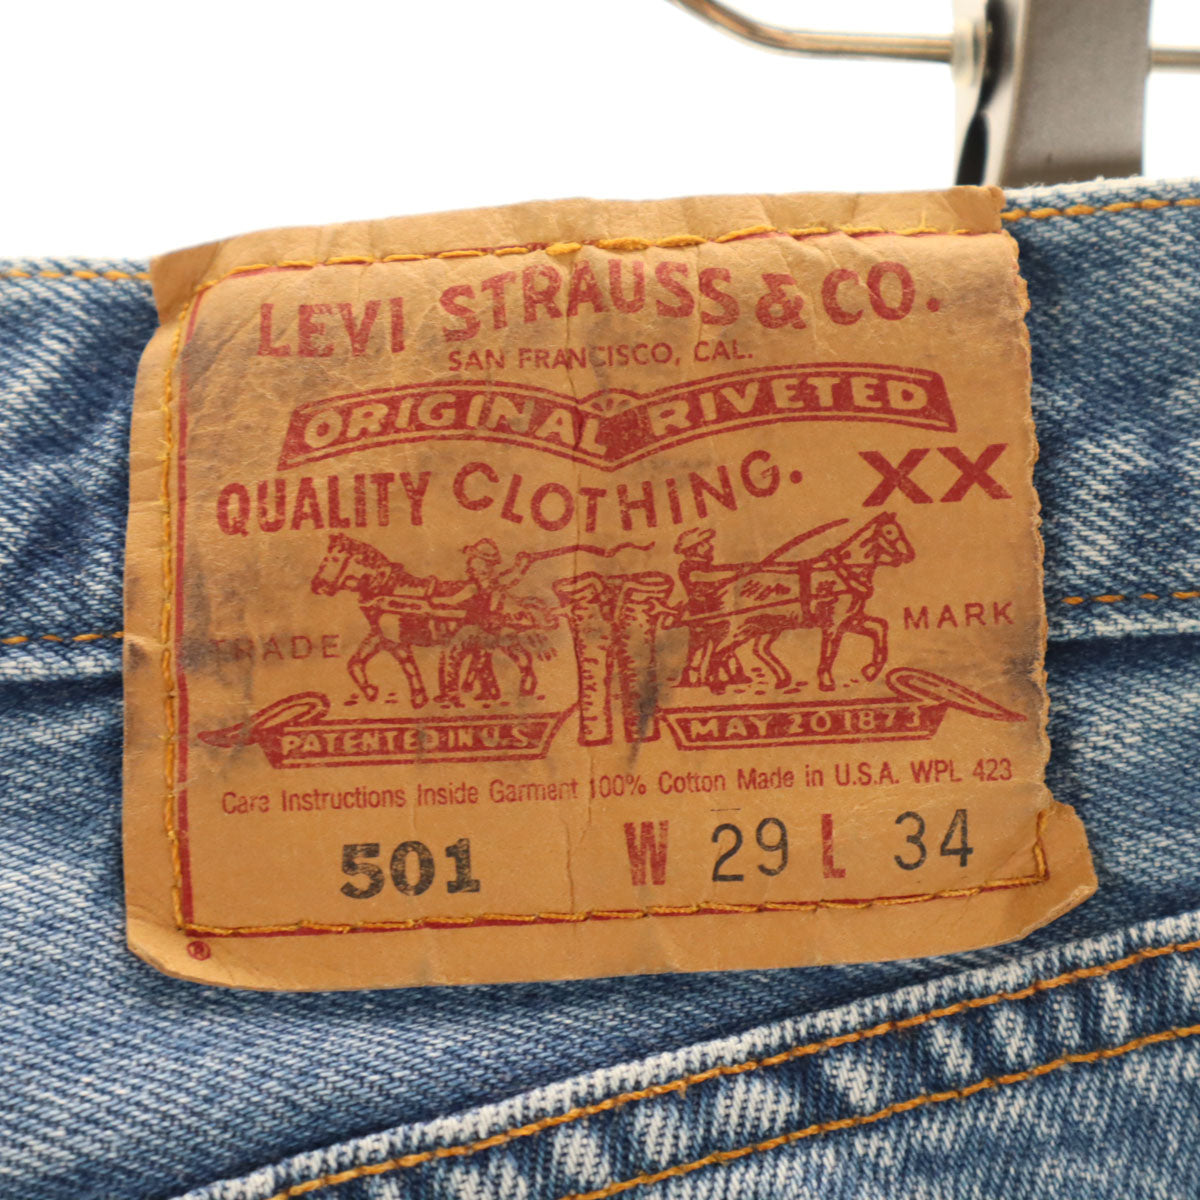 LEVI STRAUSS & CO.
SAN FRANCISCO, CAL.
ORIGINAL RIVETED
QUALITY CLOTHING. XX
TRADE MARK
PATENTED IN U.S MAY 20 1873
Care Instructions Inside Garment 100% Cotton Made in U.S.A. WPL 423
501 W 29 L 34
®